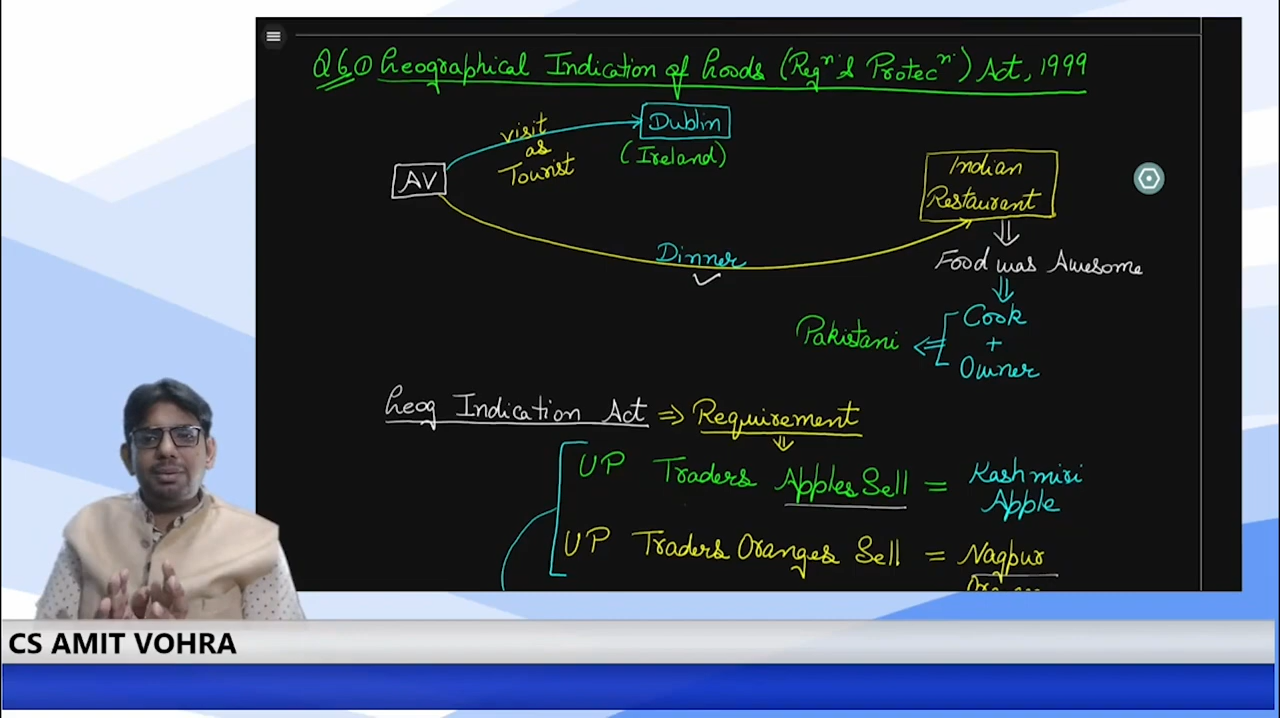 Q6① Geographical Indication of Goods (Regⁿ & Protecⁿ) Act, 1999
visit
as
Tourist
Dublin
(Ireland)
AV
Indian
Restaurant
Dinner
Food was Awesome
Cook
+
Owner
Pakistani
Geog Indication Act ⇒ Requirement
UP Traders Apples Sell = Kashmiri
Apple
UP Traders Oranges Sell = Nagpur
CS AMIT VOHRA